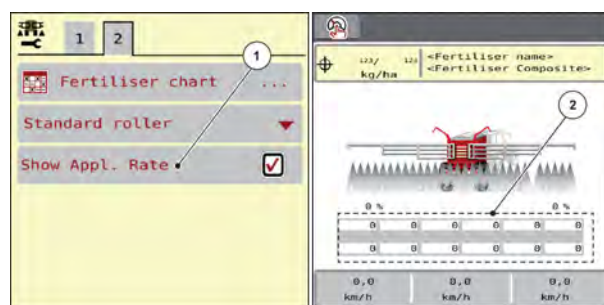 1 2
1
Fertiliser chart ...
Standard roller
Show Appl. Rate
123/ 123
kg/ha
<Fertiliser name>
<Fertiliser Composite>
2
0 % 0 %
0 0 0 0 0 0
0 0 0 0 0 0
0,0 0,0 0,0
km/h km/h km/h